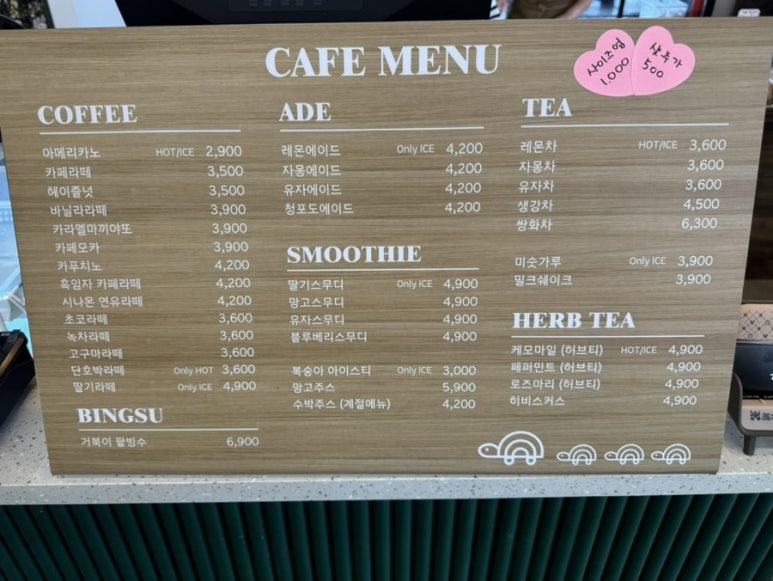 CAFE MENU
사이즈업
1,000
샷추가
500
COFFEE
아메리카노 HOT/ICE 2,900
카페라떼 3,500
헤이즐넛 3,500
바닐라라떼 3,900
카라멜마끼야또 3,900
카페모카 3,900
카푸치노 4,200
흑임자 카페라떼 4,200
시나몬 연유라떼 4,200
초코라떼 3,600
녹차라떼 3,600
고구마라떼 3,600
단호박라떼 Only HOT 3,600
딸기라떼 Only ICE 4,900
BINGSU
거북이 팥빙수 6,900
ADE
레몬에이드 Only ICE 4,200
자몽에이드 4,200
유자에이드 4,200
청포도에이드 4,200
SMOOTHIE
딸기스무디 Only ICE 4,900
망고스무디 4,900
유자스무디 4,900
블루베리스무디 4,900
복숭아 아이스티 Only ICE 3,000
망고주스 5,900
수박주스 (계절메뉴) 4,200
TEA
레몬차 HOT/ICE 3,600
자몽차 3,600
유자차 3,600
생강차 4,500
쌍화차 6,300
미숫가루 Only ICE 3,900
밀크쉐이크 3,900
HERB TEA
케모마일 (허브티) HOT/ICE 4,900
페퍼민트 (허브티) 4,900
로즈마리 (허브티) 4,900
히비스커스 4,900